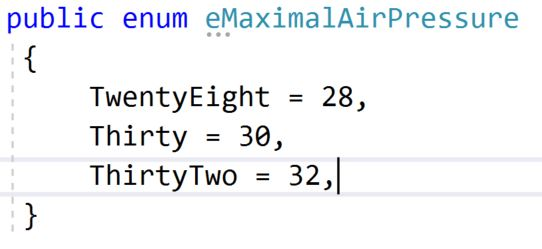 public enum eMaximalAirPressure
{
TwentyEight = 28,
Thirty = 30,
ThirtyTwo = 32,
}